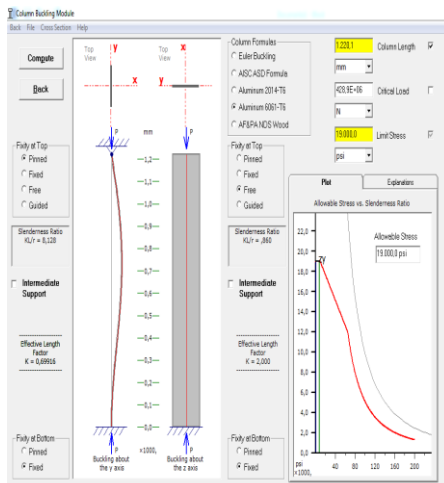 Column Buckling Module
Back File Cross Section Help
Compute
Back
Fixity at Top
Pinned
Fixed
Free
Guided
Slenderness Ratio
KL/r = 8,128
Intermediate
Support
Effective Length
Factor
K = 0,69916
Fixity at Bottom
Pinned
Fixed
Top
View
y
x
Top
View
x
y
P
mm
P
1,2
1,1
1,0
0,9
0,8
0,7
0,6
0,5
0,4
0,3
0,2
0,1
0,0
P
x1000,
P
Buckling about
the y axis
Buckling about
the z axis
Column Formulas
Euler Buckling
AISC ASD Formula
Aluminum 2014-T6
Aluminum 6061-T6
AF&PA NDS Wood
Fixity at Top
Pinned
Fixed
Free
Guided
Slenderness Ratio
KL/r = ,860
Intermediate
Support
Effective Length
Factor
K = 2,000
Fixity at Bottom
Pinned
Fixed
1.220,1 Column Length
mm
428,9E+06 Critical Load
N
19.000,0 Limit Stress
psi
Plot
Explanations
Allowable Stress vs. Slenderness Ratio
Allowable Stress
19.000,0 psi
22,0
20,0
18,0
16,0
14,0
12,0
10,0
8,0
6,0
4,0
2,0
0,0
zy
psi
x1000,
40 80 120 160 200